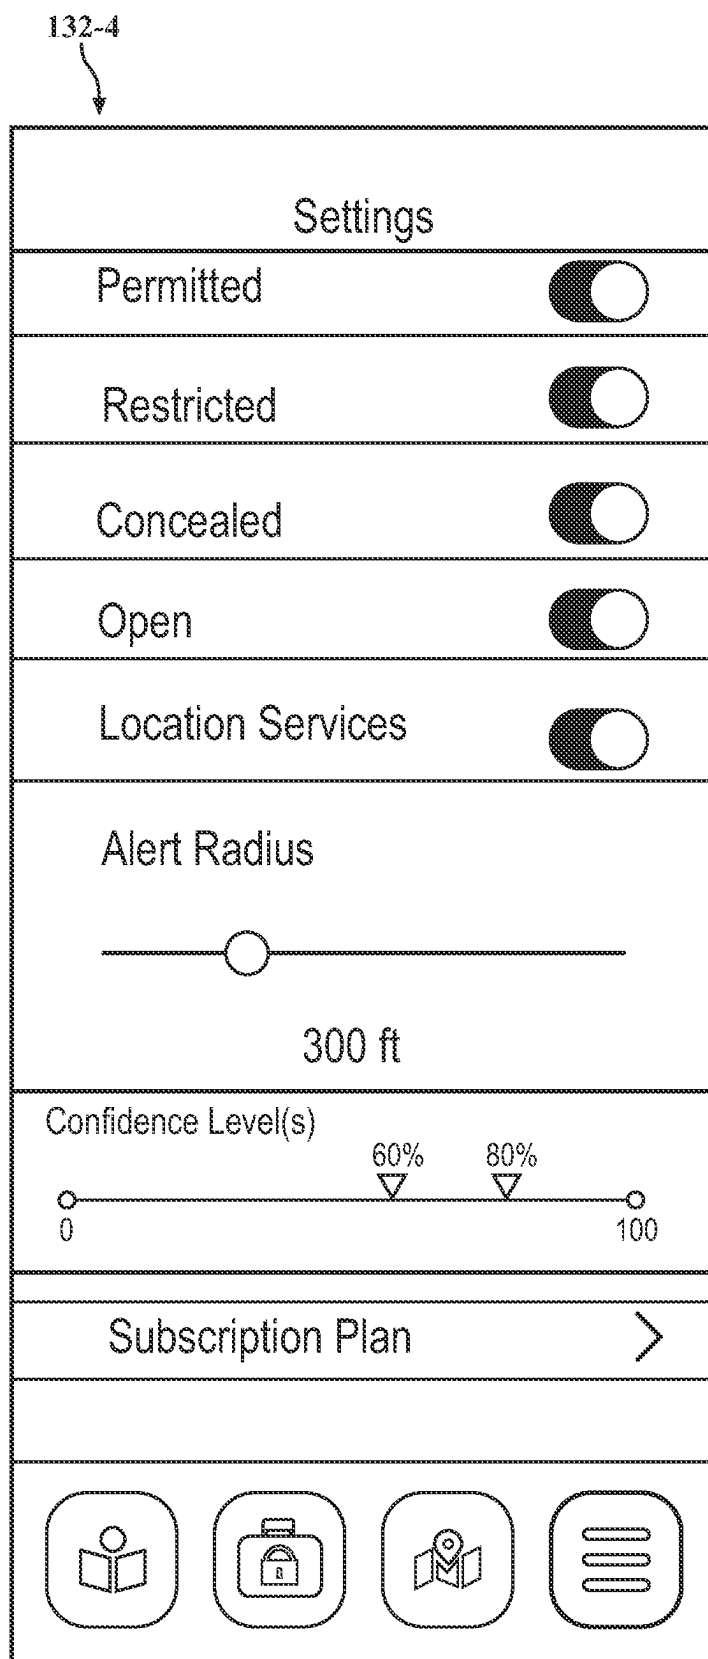 132-4
Settings
Permitted
Restricted
Concealed
Open
Location Services
Alert Radius
300 ft
Confidence Level(s)
60% 80%
0 100
Subscription Plan